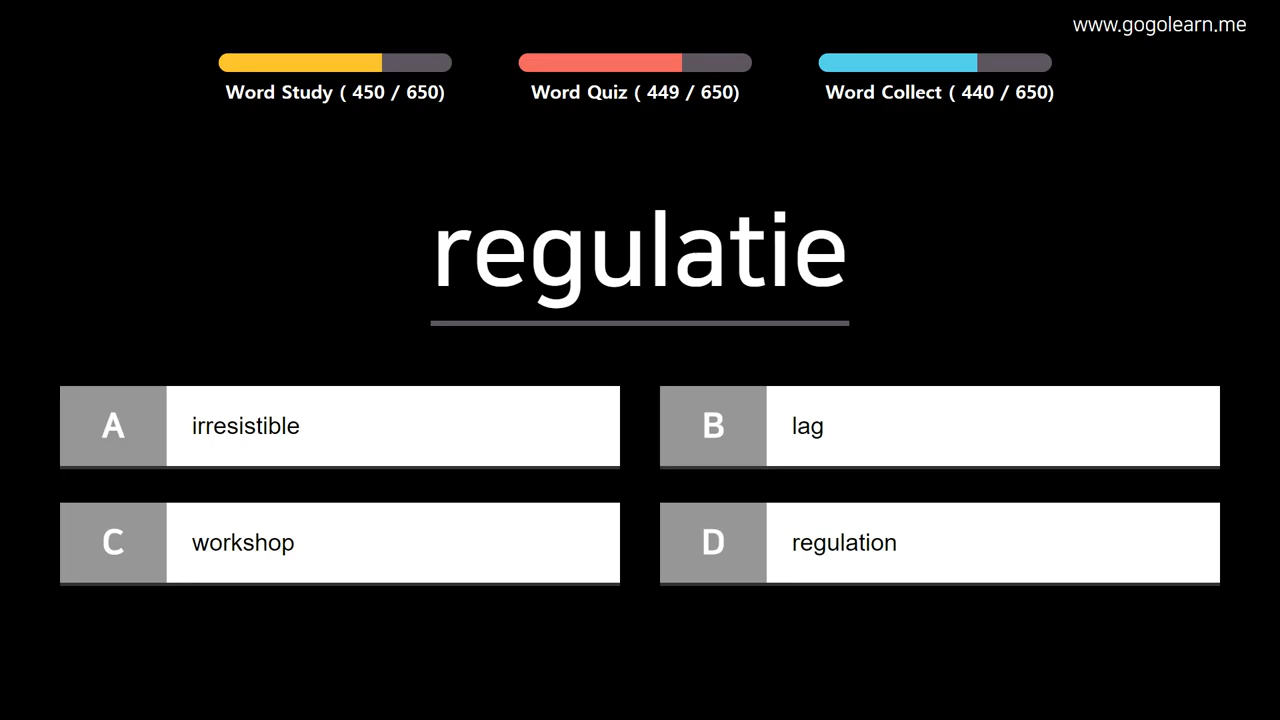 www.gogolearn.me
Word Study ( 450 / 650)
Word Quiz ( 449 / 650)
Word Collect ( 440 / 650)
regulatie
A irresistible
B lag
C workshop
D regulation